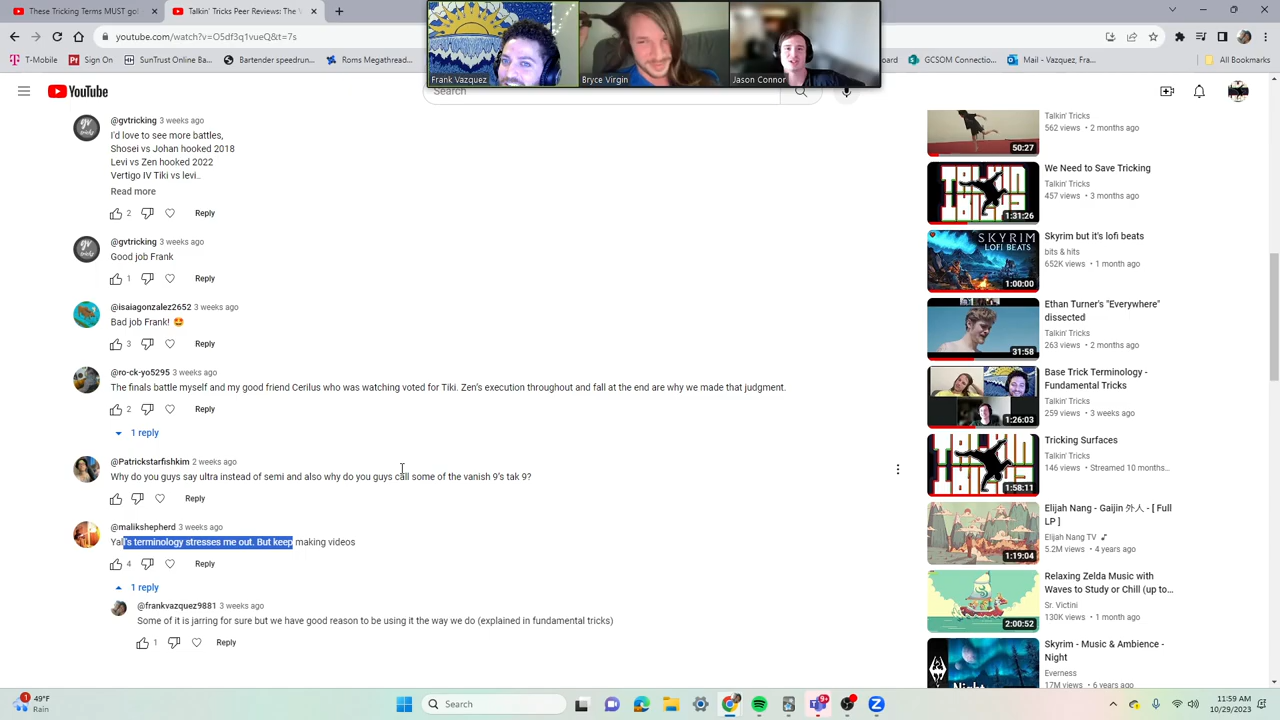 These Tricking Terms MUST go!
Talkin' Tricks Peer Reviews: The V
youtube.com/watch?v=O5df3q1vueQ&t=7s
T-Mobile
Sign in
SunTrust Online Ba...
Bartender speedrun...
Roms Megathread...
oard
GCSOM Connectio...
Mail - Vazquez, Fra...
All Bookmarks
Frank Vazquez
Bryce Virgin
Jason Connor
YouTube
Search
@gvtricking 3 weeks ago
I'd love to see more battles,
Shosei vs Johan hooked 2018
Levi vs Zen hooked 2022
Vertigo IV Tiki vs levi..
Read more
2 Reply
@gvtricking 3 weeks ago
Good job Frank
1 Reply
@isaiagonzalez2652 3 weeks ago
Bad job Frank! 🤩
3 Reply
@ro-ck-yo5295 3 weeks ago
The finals battle myself and my good friend Cerilus who was watching voted for Tiki. Zen's execution throughout and fall at the end are why we made that judgment.
2 Reply
1 reply
@Patrickstarfishkim 2 weeks ago
Why do you guys say ultra instead of semi and also why do you guys call some of the vanish 9's tak 9?
Reply
@malikshepherd 3 weeks ago
Yall's terminology stresses me out. But keep making videos
4 Reply
1 reply
@frankvazquez9881 3 weeks ago
Some of it is jarring for sure but we have good reason to be using it the way we do (explained in fundamental tricks)
1 Reply
Talkin' Tricks
562 views • 2 months ago
50:27
We Need to Save Tricking
Talkin' Tricks
457 views • 3 months ago
TALKIN TRICKS
1:31:26
Skyrim but it's lofi beats
bits & hits
652K views • 1 month ago
SKYRIM
LOFI BEATS
1:00:00
Ethan Turner's "Everywhere"
dissected
Talkin' Tricks
263 views • 2 months ago
31:58
Base Trick Terminology -
Fundamental Tricks
Talkin' Tricks
259 views • 3 weeks ago
1:26:03
Tricking Surfaces
Talkin' Tricks
146 views • Streamed 10 months...
TALKIN TRICKS
1:58:11
Elijah Nang - Gaijin 外人 - [ Full
LP ]
Elijah Nang TV
5.2M views • 4 years ago
1:19:04
Relaxing Zelda Music with
Waves to Study or Chill (up to...
Sr. Victini
130K views • 1 month ago
2:00:52
Skyrim - Music & Ambience -
Night
Everness
17M views • 6 years ago
Night
49°F
Rain
Search
11:59 AM
10/29/2023